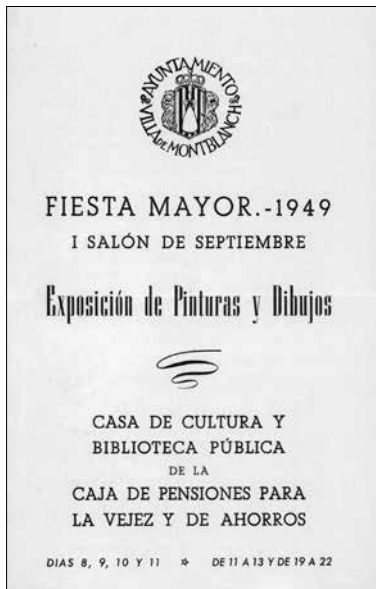 AYUNTAMIENTO
VILLA DE MONTBLANCH
FIESTA MAYOR.-1949
I SALÓN DE SEPTIEMBRE
Exposición de Pinturas y Dibujos
CASA DE CULTURA Y
BIBLIOTECA PÚBLICA
DE LA
CAJA DE PENSIONES PARA
LA VEJEZ Y DE AHORROS
DIAS 8, 9, 10 Y 11 * DE 11 A 13 Y DE 19 A 22